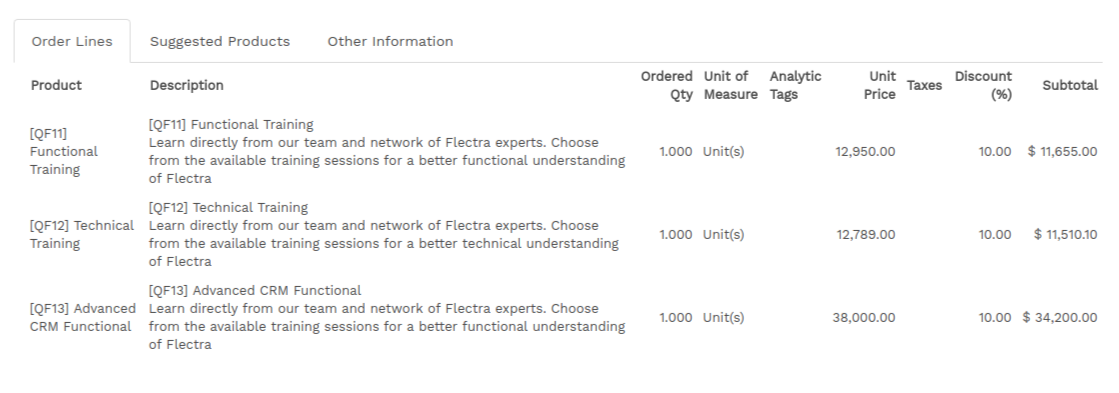 Order Lines Suggested Products Other Information
Product Description Ordered Qty Unit of Measure Analytic Tags Unit Price Taxes Discount (%) Subtotal
[QF11] Functional Training
[QF11] Functional Training
Learn directly from our team and network of Flectra experts. Choose
from the available training sessions for a better functional understanding
of Flectra
1.000 Unit(s) 12,950.00 10.00 $ 11,655.00
[QF12] Technical Training
[QF12] Technical Training
Learn directly from our team and network of Flectra experts. Choose
from the available training sessions for a better technical understanding
of Flectra
1.000 Unit(s) 12,789.00 10.00 $ 11,510.10
[QF13] Advanced CRM Functional
[QF13] Advanced CRM Functional
Learn directly from our team and network of Flectra experts. Choose
from the available training sessions for a better functional understanding
of Flectra
1.000 Unit(s) 38,000.00 10.00 $ 34,200.00